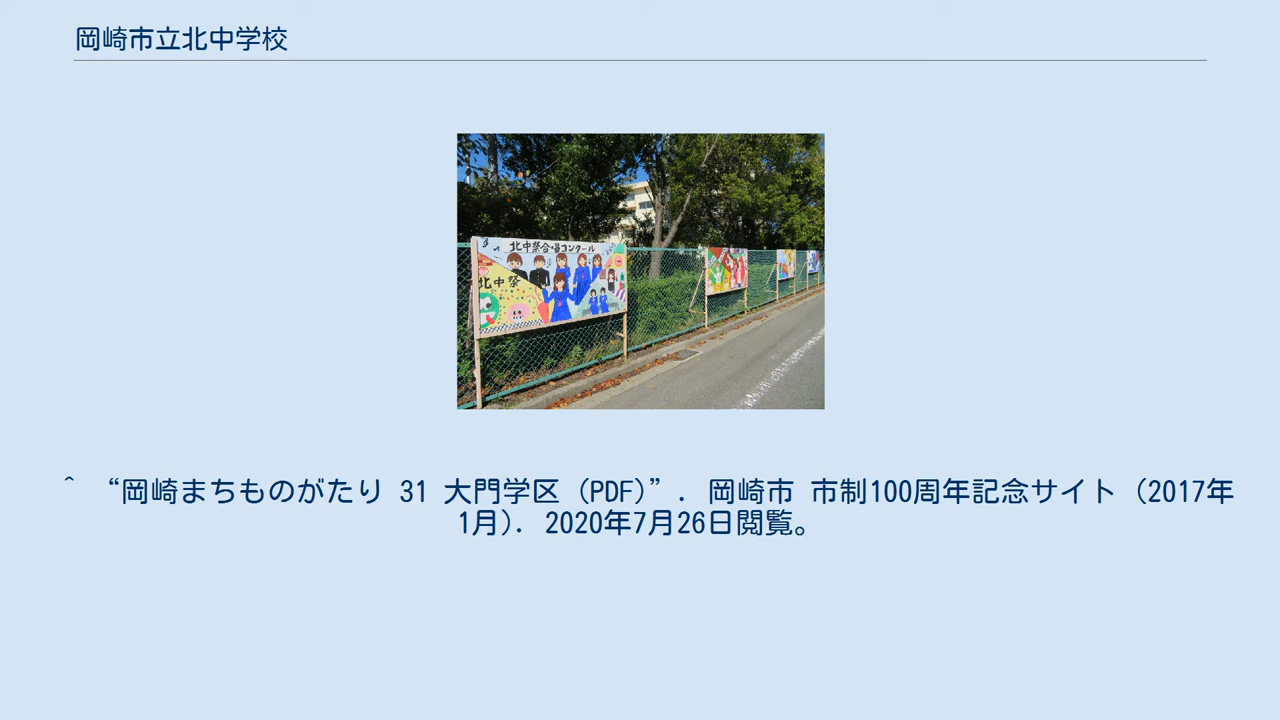 岡崎市立北中学校
北中祭合唱コンクール
北中祭
^ “岡崎まちものがたり 31 大門学区 (PDF)”. 岡崎市 市制100周年記念サイト (2017年
1月). 2020年7月26日閲覧。